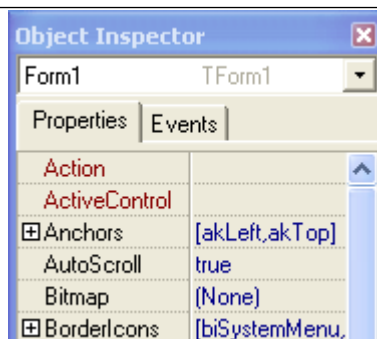 Object Inspector
Form1 TForm1
Properties Events
Action
ActiveControl
Anchors [akLeft,akTop]
AutoScroll true
Bitmap (None)
BorderIcons [biSystemMenu,